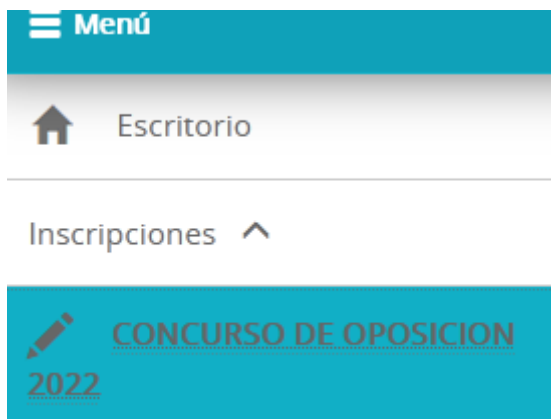 Menú
Escritorio
Inscripciones
CONCURSO DE OPOSICION
2022